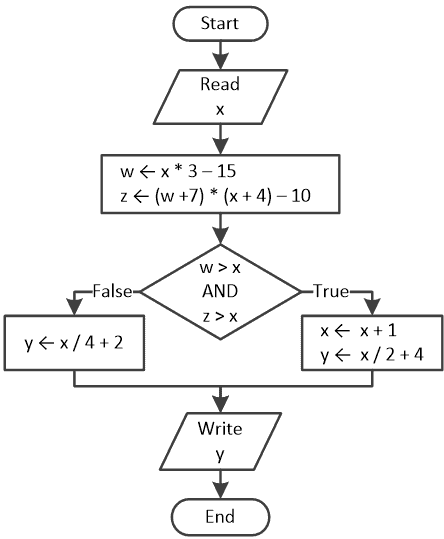 Start
Read
x
w ← x * 3 – 15
z ← (w +7) * (x + 4) – 10
w > x
AND
z > x
False
True
y ← x / 4 + 2
x ← x + 1
y ← x / 2 + 4
Write
y
End